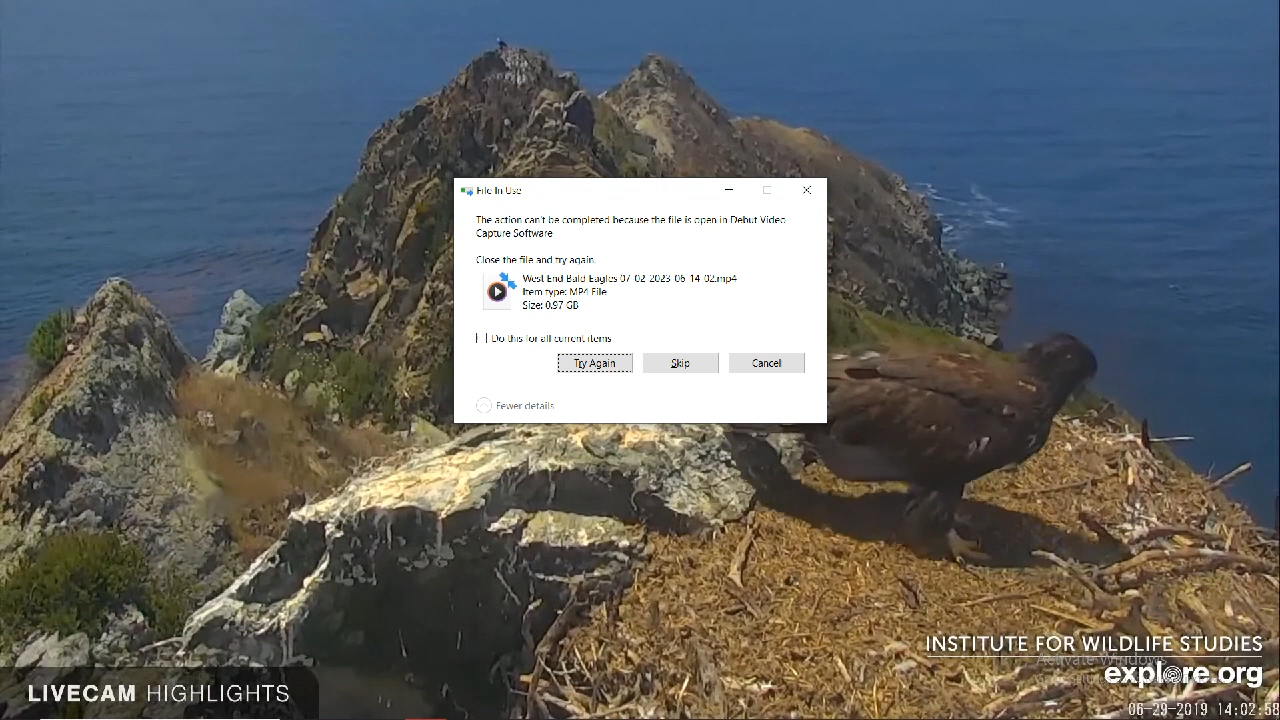 File In Use
The action can't be completed because the file is open in Debut Video
Capture Software
Close the file and try again.
West End Bald Eagles 07-02-2023-06-14-02.mp4
Item type: MP4 File
Size: 0.97 GB
Do this for all current items
Try Again
Skip
Cancel
Fewer details
INSTITUTE FOR WILDLIFE STUDIES
Activate Windows
explore.org
LIVECAM HIGHLIGHTS
06-29-2019 14:02:58